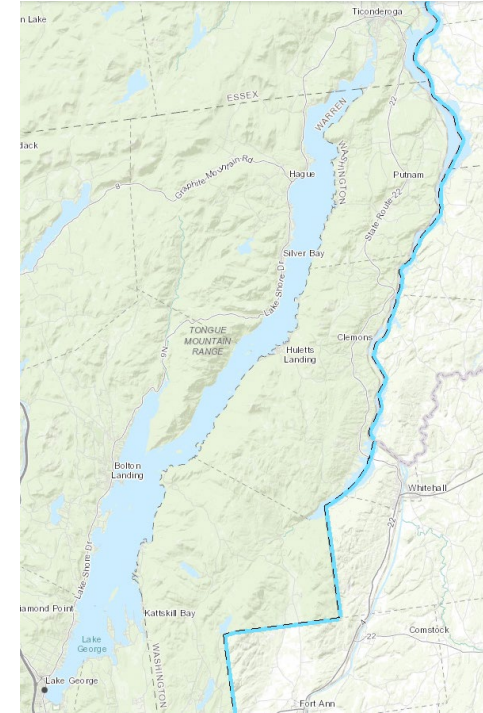 Ticonderoga
n Lake
22
ESSEX
WARREN
WASHINGTON
dack
Graphite Mountain Rd
8
Hague
Putnam
State Route 22
Silver Bay
Lake Shore Dr
TONGUE
MOUNTAIN
RANGE
Clemons
Huletts
Landing
9N
Bolton
Landing
Whitehall
22
Lake Shore Dr
iamond Point
Kattskill Bay
4
22
Comstock
Lake
George
WASHINGTON
Lake George
Fort Ann